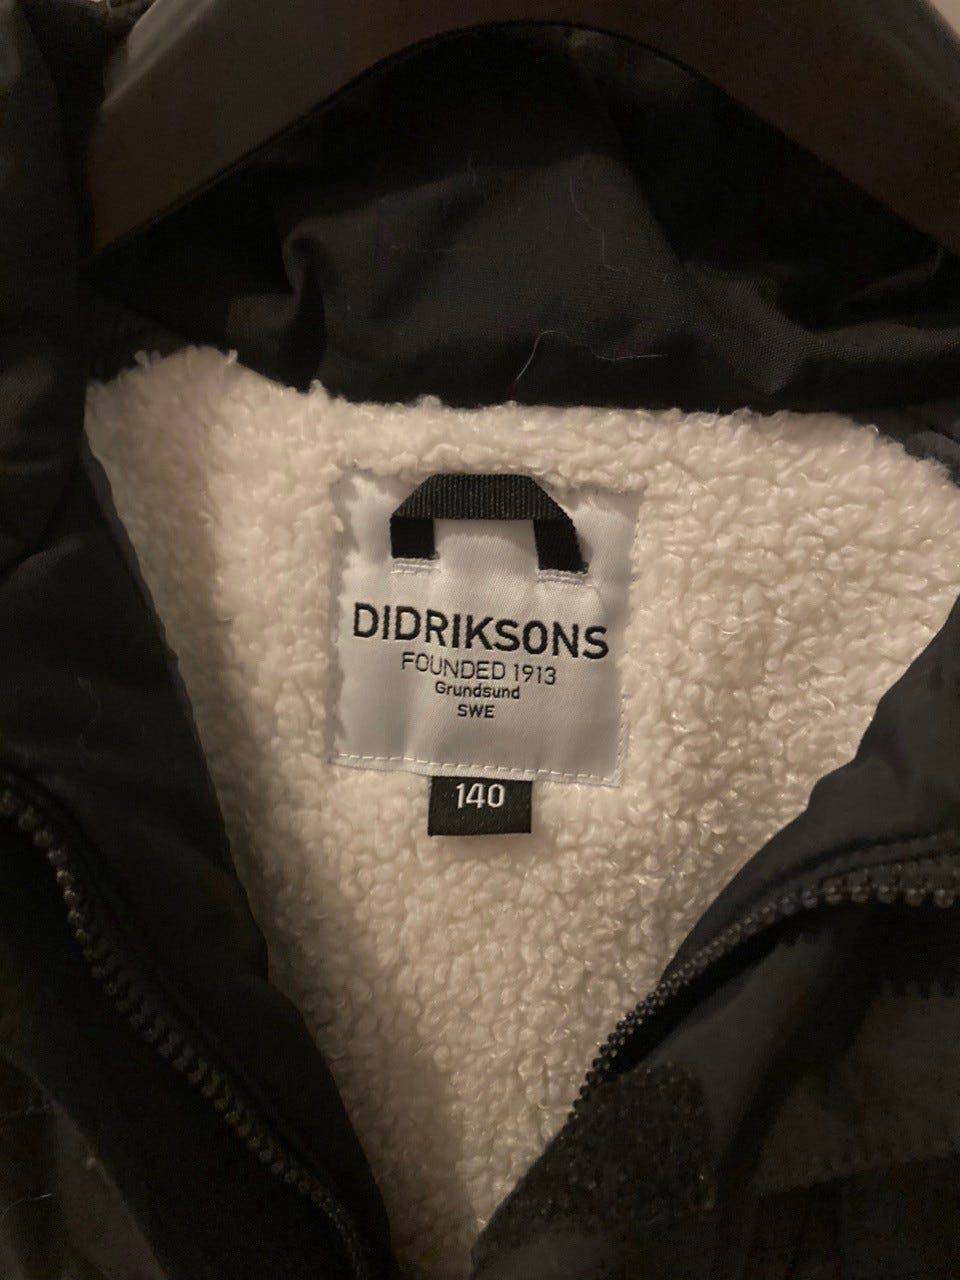 DIDRIKSONS
FOUNDED 1913
Grundsund
SWE
140